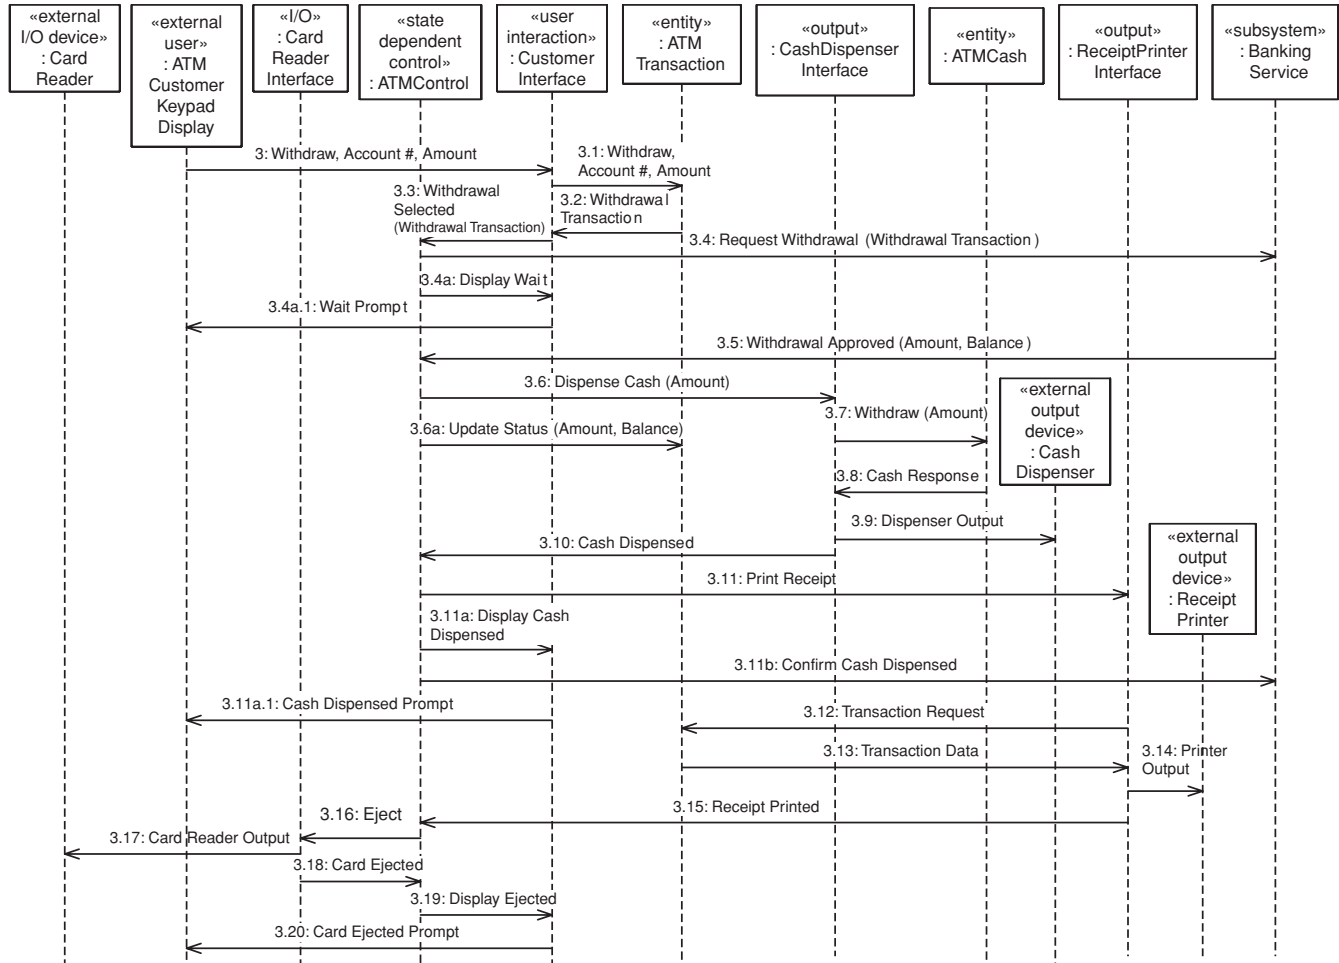 «external
I/O device»
: Card
Reader
«external
user»
: ATM
Customer
Keypad
Display
«I/O»
: Card
Reader
Interface
«state
dependent
control»
: ATMControl
«user
interaction»
: Customer
Interface
«entity»
: ATM
Transaction
«output»
: CashDispenser
Interface
«entity»
: ATMCash
«output»
: ReceiptPrinter
Interface
«subsystem»
: Banking
Service
3: Withdraw, Account #, Amount
3.1: Withdraw,
Account #, Amount
3.2: Withdrawal
Transaction
3.3: Withdrawal
Selected
(Withdrawal Transaction)
3.4: Request Withdrawal (Withdrawal Transaction)
3.4a: Display Wait
3.4a.1: Wait Prompt
3.5: Withdrawal Approved (Amount, Balance)
3.6: Dispense Cash (Amount)
«external
output
device»
: Cash
Dispenser
3.7: Withdraw (Amount)
3.6a: Update Status (Amount, Balance)
3.8: Cash Response
3.9: Dispenser Output
3.10: Cash Dispensed
«external
output
device»
: Receipt
Printer
3.11: Print Receipt
3.11a: Display Cash
Dispensed
3.11b: Confirm Cash Dispensed
3.11a.1: Cash Dispensed Prompt
3.12: Transaction Request
3.13: Transaction Data
3.14: Printer
Output
3.15: Receipt Printed
3.16: Eject
3.17: Card Reader Output
3.18: Card Ejected
3.19: Display Ejected
3.20: Card Ejected Prompt